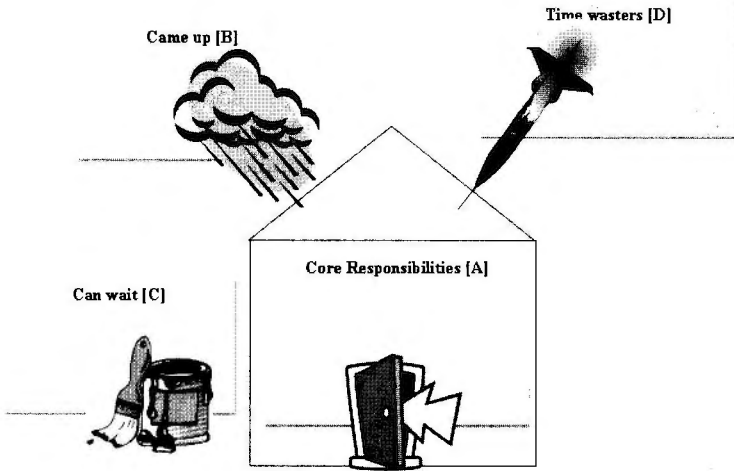 Time wasters [D]
Came up [B]
Core Responsibilities [A]
Can wait [C]